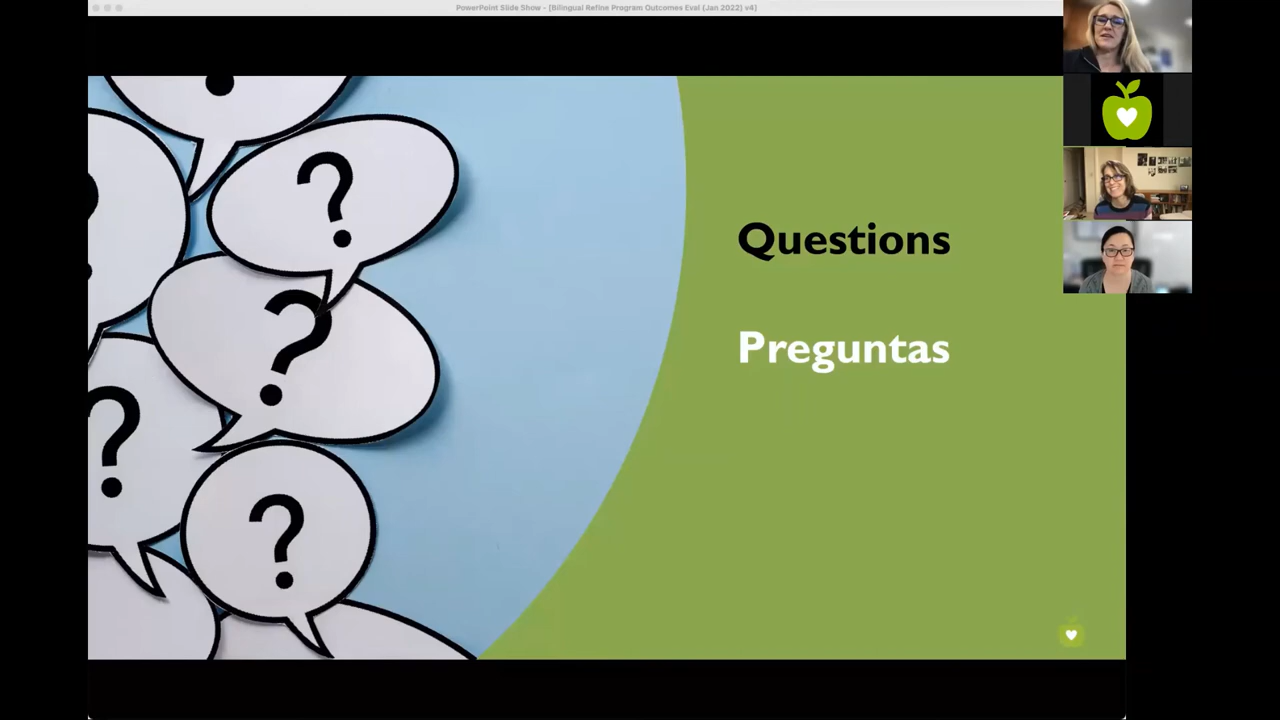 PowerPoint Slide Show - [Bilingual Refine Program Outcomes Eval (Jan 2022) v4]
?
?
?
?
Questions
Preguntas